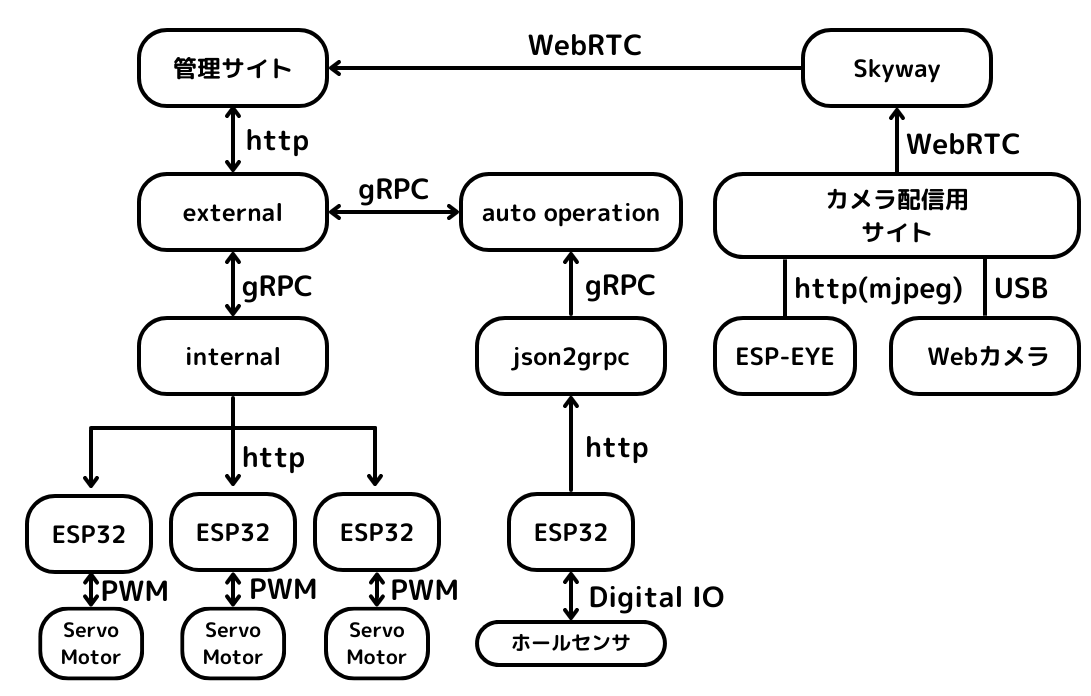 WebRTC
管理サイト
Skyway
http
WebRTC
external
gRPC
auto operation
カメラ配信用
サイト
gRPC
gRPC
http(mjpeg)
USB
internal
json2grpc
ESP-EYE
Webカメラ
http
http
ESP32
ESP32
ESP32
ESP32
PWM
PWM
PWM
Digital IO
Servo
Motor
Servo
Motor
Servo
Motor
ホールセンサ